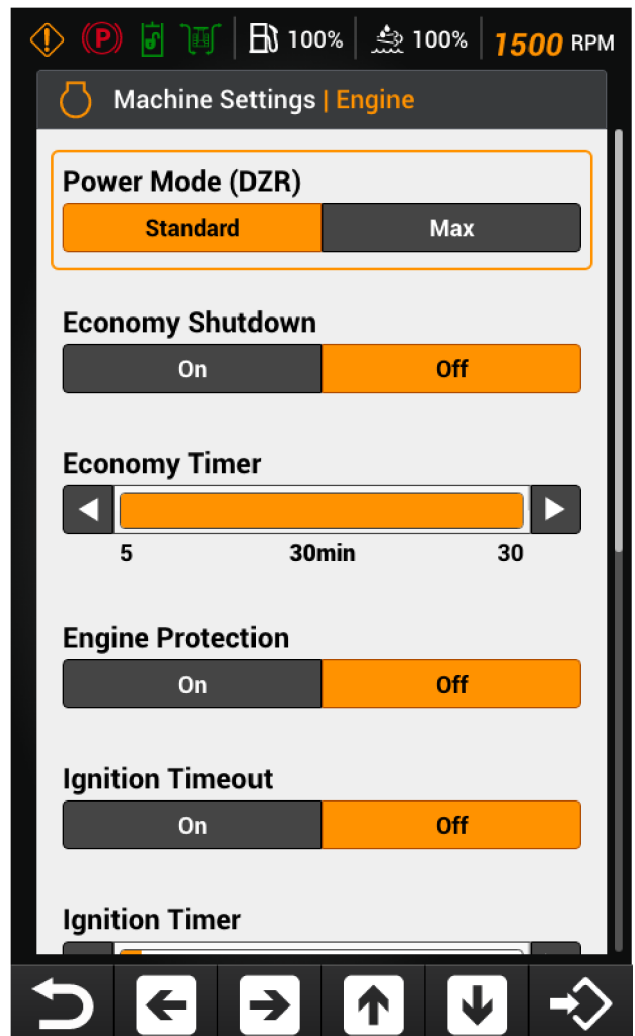 (P) 100% 100% 1500 RPM
Machine Settings | Engine
Power Mode (DZR)
Standard Max
Economy Shutdown
On Off
Economy Timer
5 30min 30
Engine Protection
On Off
Ignition Timeout
On Off
Ignition Timer